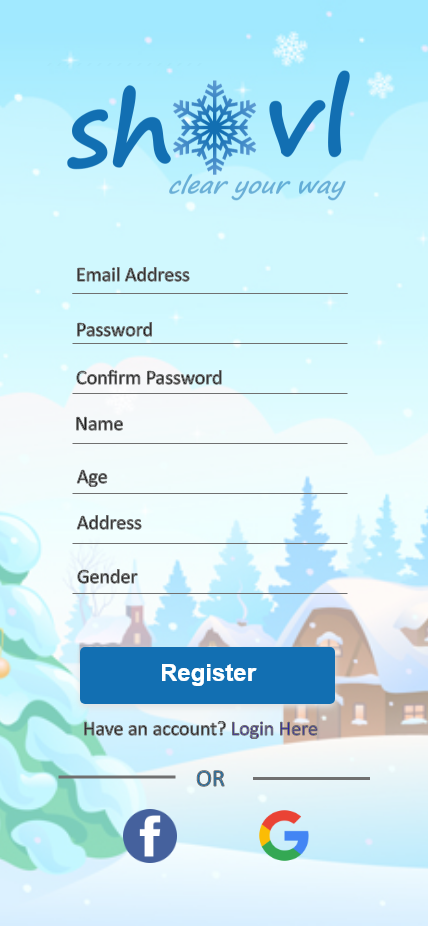 shovl
clear your way
Email Address
Password
Confirm Password
Name
Age
Address
Gender
Register
Have an account? Login Here
OR
f
G